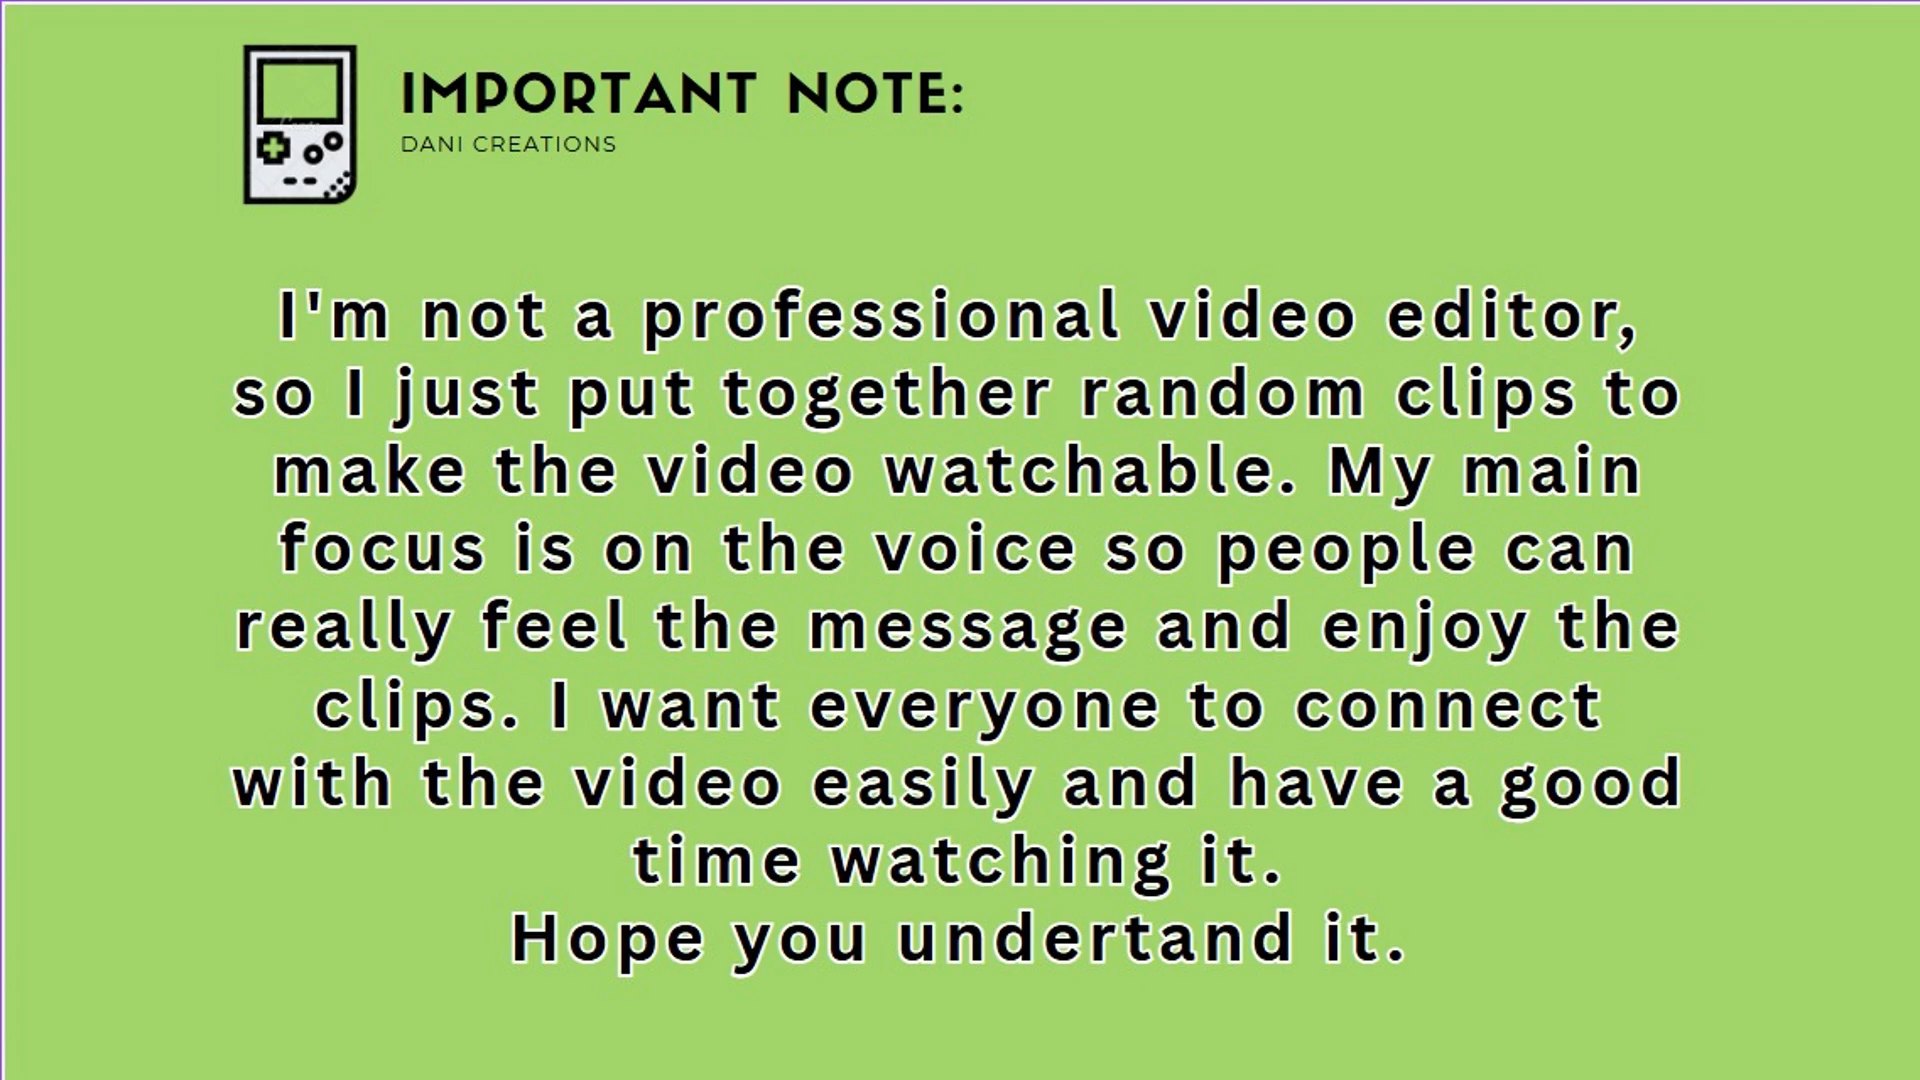 IMPORTANT NOTE:
DANI CREATIONS
I'm not a professional video editor,
so I just put together random clips to
make the video watchable. My main
focus is on the voice so people can
really feel the message and enjoy the
clips. I want everyone to connect
with the video easily and have a good
time watching it.
Hope you undertand it.